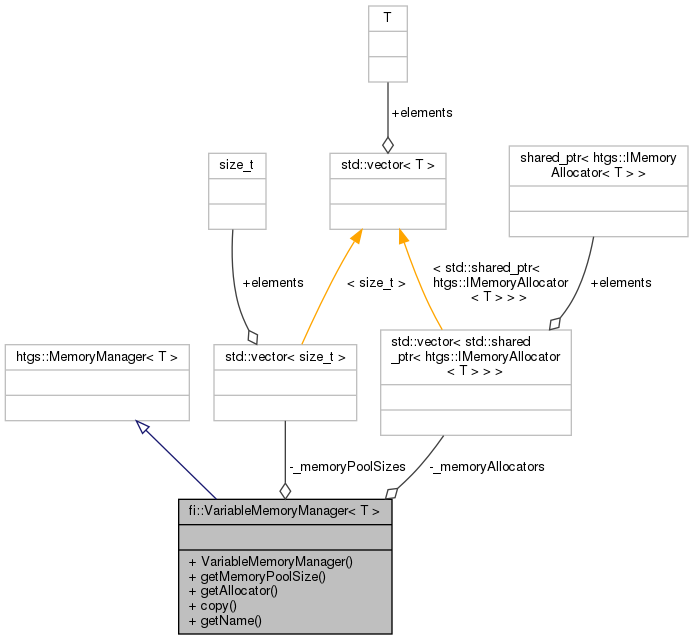 T
+elements
size_t
std::vector< T >
shared_ptr< htgs::IMemory
Allocator< T > >
+elements
< size_t >
< std::shared_ptr<
htgs::IMemoryAllocator
< T > > >
+elements
htgs::MemoryManager< T >
std::vector< size_t >
std::vector< std::shared
_ptr< htgs::IMemoryAllocator
< T > > >
-_memoryPoolSizes
-_memoryAllocators
fi::VariableMemoryManager< T >
+ VariableMemoryManager()
+ getMemoryPoolSize()
+ getAllocator()
+ copy()
+ getName()